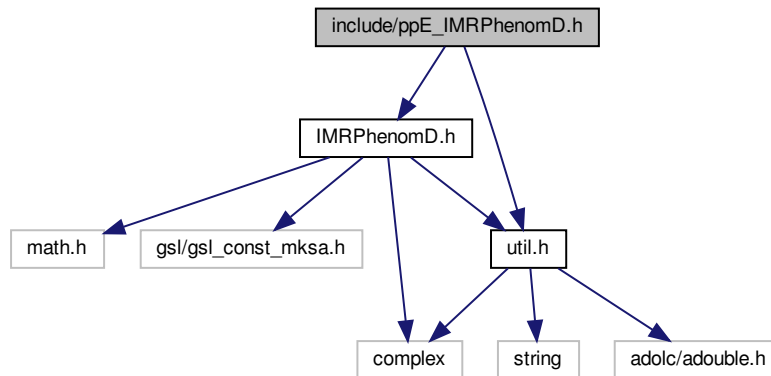 include/ppE_IMRPhenomD.h
IMRPhenomD.h
math.h
gsl/gsl_const_mksa.h
util.h
complex
string
adolc/adouble.h